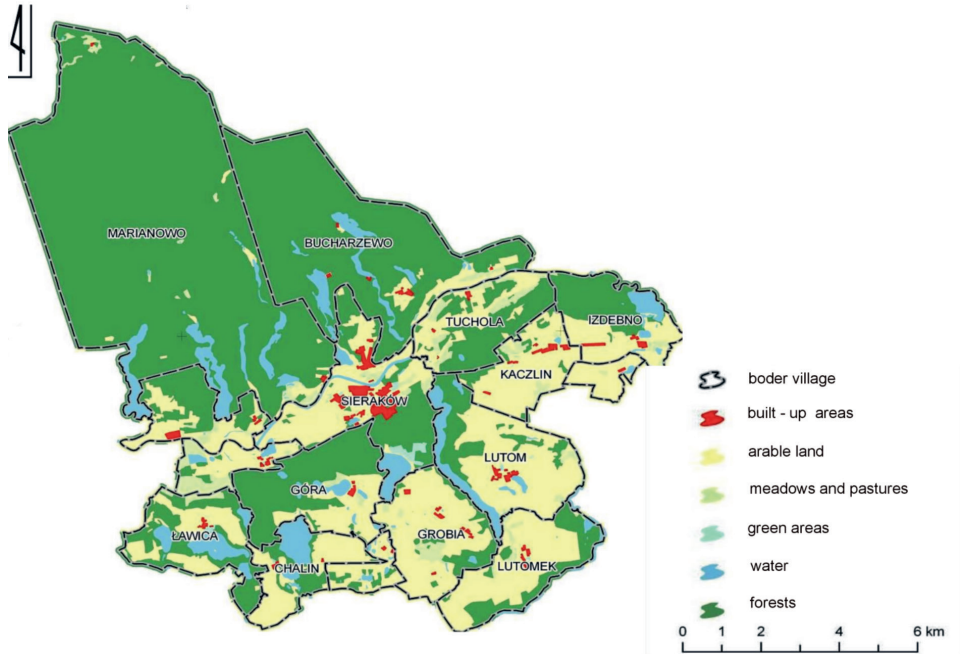 MARIANOWO
BUCHARZEWO
TUCHOLA
IZDEBNO
KACZLIN
SIERAKÓW
LUTOM
GÓRA
GROBIA
ŁAWICA
CHALIN
LUTOMEK
boder village
built - up areas
arable land
meadows and pastures
green areas
water
forests
0 1 2 4 6 km